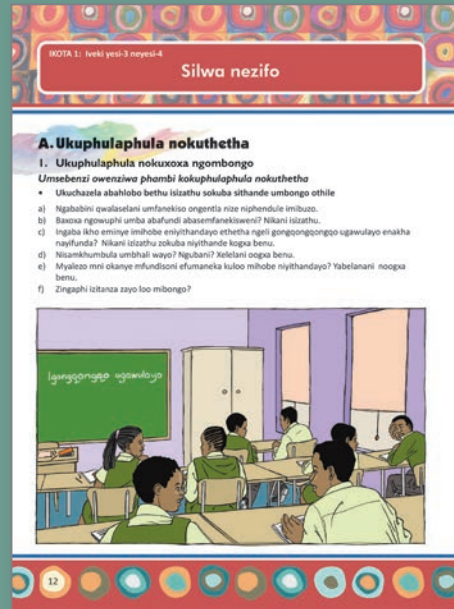 IKOTA 1: Iveki yesi-3 neyesi-4
Silwa nezifo
A. Ukuphulaphula nokuthetha
1. Ukuphulaphula nokuxoxa ngombongo
Umsebenzi owenziwa phambi kokuphulaphula nokuthetha
• Ukuchazela abahlobo bethu isizathu sokuba sithande umbongo othile
a) Ngababini qwalaselani umfanekiso ongentla nize niphendule imibuzo.
b) Baxoxa ngowuphi umba abafundi abasemfanekisweni? Nikani isizathu.
c) Ingaba ikho eminye imihobe eniyithandayo ethetha ngeli gongqongqongqo ugawulayo enakha
nayifunda? Nikani izizathu zokuba niyithande kogxa benu.
d) Nisamkhumbula umbhali wayo? Ngubani? Xelelani oogxa benu.
e) Myalezo mni okanye mfundisoni efumaneka kuloo mihobe niyithandayo? Yabelanani noogxa
benu.
f) Zingaphi izitanza zayo loo mibongo?
Igongqongqo ugawulayo
12